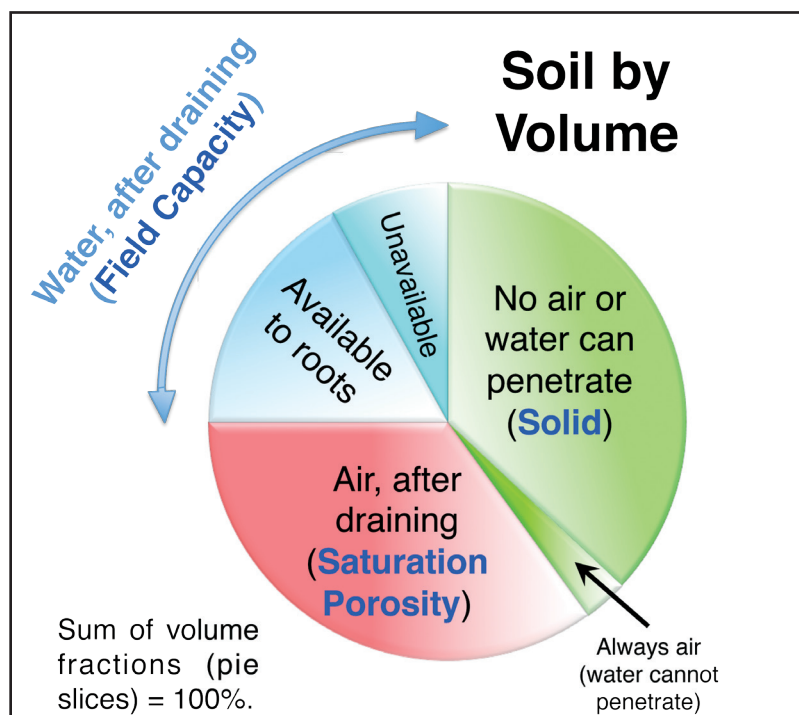 Soil by
Volume
Water, after draining
(Field Capacity)
Unavailable
Available
to roots
No air or
water can
penetrate
(Solid)
Air, after
draining
(Saturation
Porosity)
Always air
(water cannot
penetrate)
Sum of volume
fractions (pie
slices) = 100%.